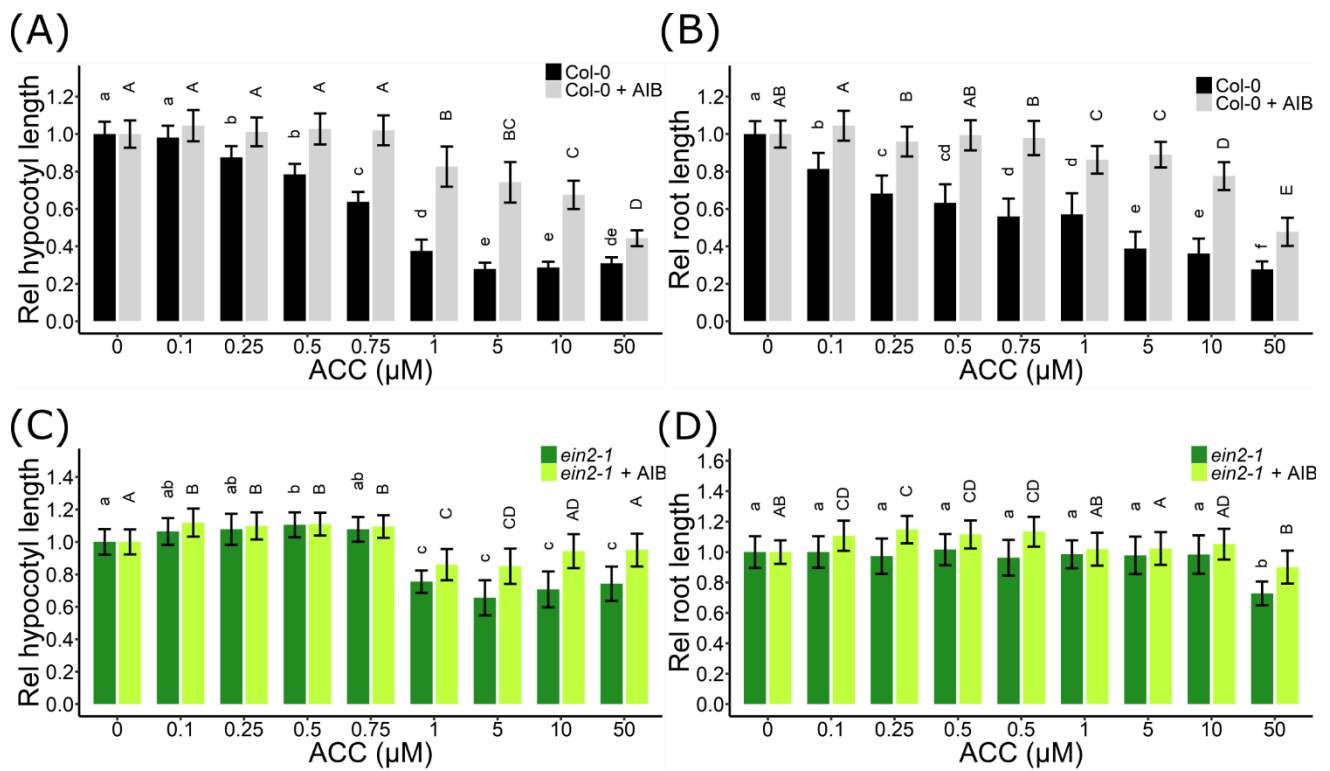 (A)
Col-0
Col-0 + AIB
Rel hypocotyl length
1.2
1.0
0.8
0.6
0.4
0.2
0.0
a A a A b A b A c A d B e BC e C de D
0 0.1 0.25 0.5 0.75 1 5 10 50
ACC (µM)
(B)
Col-0
Col-0 + AIB
Rel root length
1.2
1.0
0.8
0.6
0.4
0.2
0.0
a AB b A c B cd AB d B d C e C e D f E
0 0.1 0.25 0.5 0.75 1 5 10 50
ACC (µM)
(C)
ein2-1
ein2-1 + AIB
Rel hypocotyl length
1.4
1.2
1.0
0.8
0.6
0.4
0.2
0.0
a A ab B ab B b B ab B c C c CD c AD c A
0 0.1 0.25 0.5 0.75 1 5 10 50
ACC (µM)
(D)
ein2-1
ein2-1 + AIB
Rel root length
1.6
1.4
1.2
1.0
0.8
0.6
0.4
0.2
0.0
a AB a CD a C a CD a CD a AB a A a AD b B
0 0.1 0.25 0.5 0.5 1 5 10 50
ACC (µM)